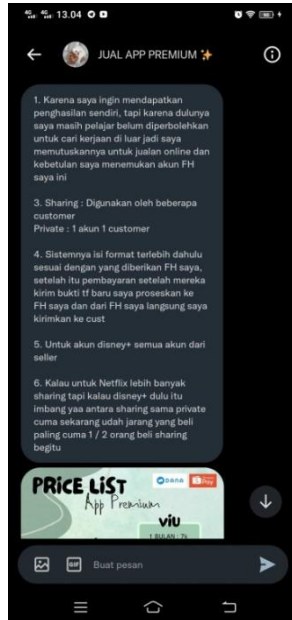 4G 4G 13.04
JUAL APP PREMIUM ✨
1. Karena saya ingin mendapatkan
penghasilan sendiri, tapi karena dulunya
saya masih pelajar belum diperbolehkan
untuk cari kerjaan di luar jadi saya
memutuskannya untuk jualan online dan
kebetulan saya menemukan akun FH
saya ini
3. Sharing : Digunakan oleh beberapa
customer
Private : 1 akun 1 customer
4. Sistemnya isi format terlebih dahulu
sesuai dengan yang diberikan FH saya,
setelah itu pembayaran setelah mereka
kirim bukti tf baru saya proseskan ke
FH saya dan dari FH saya langsung saya
kirimkan ke cust
5. Untuk akun disney+ semua akun dari
seller
6. Kalau untuk Netflix lebih banyak
sharing tapi kalau disney+ dulu itu
imbang yaa antara sharing sama private
cuma sekarang udah jarang yang beli
paling cuma 1 / 2 orang beli sharing
begitu
PRiCE LiST
DANA
Pay
App Premium
viu
1 BULAN : 7k
GIF
Buat pesan